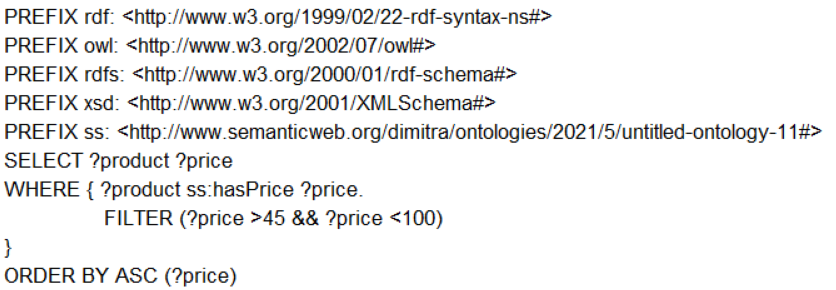 PREFIX rdf: <http://www.w3.org/1999/02/22-rdf-syntax-ns#>
PREFIX owl: <http://www.w3.org/2002/07/owl#>
PREFIX rdfs: <http://www.w3.org/2000/01/rdf-schema#>
PREFIX xsd: <http://www.w3.org/2001/XMLSchema#>
PREFIX ss: <http://www.semanticweb.org/dimitra/ontologies/2021/5/untitled-ontology-11#>
SELECT ?product ?price
WHERE { ?product ss:hasPrice ?price.
FILTER (?price >45 && ?price <100)
}
ORDER BY ASC (?price)